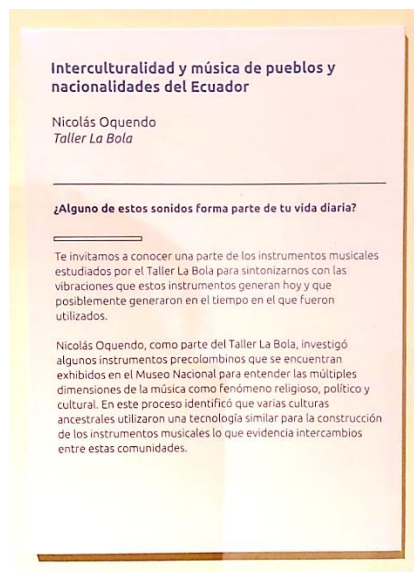 Interculturalidad y música de pueblos y
nacionalidades del Ecuador
Nicolás Oquendo
Taller La Bola
¿Alguno de estos sonidos forma parte de tu vida diaria?
Te invitamos a conocer una parte de los instrumentos musicales
estudiados por el Taller La Bola para sintonizarnos con las
vibraciones que estos instrumentos generan hoy y que
posiblemente generaron en el tiempo en el que fueron
utilizados.
Nicolás Oquendo, como parte del Taller La Bola, investigó
algunos instrumentos precolombinos que se encuentran
exhibidos en el Museo Nacional para entender las múltiples
dimensiones de la música como fenómeno religioso, político y
cultural. En este proceso identificó que varias culturas
ancestrales utilizaron una tecnología similar para la construcción
de los instrumentos musicales lo que evidencia intercambios
entre estas comunidades.